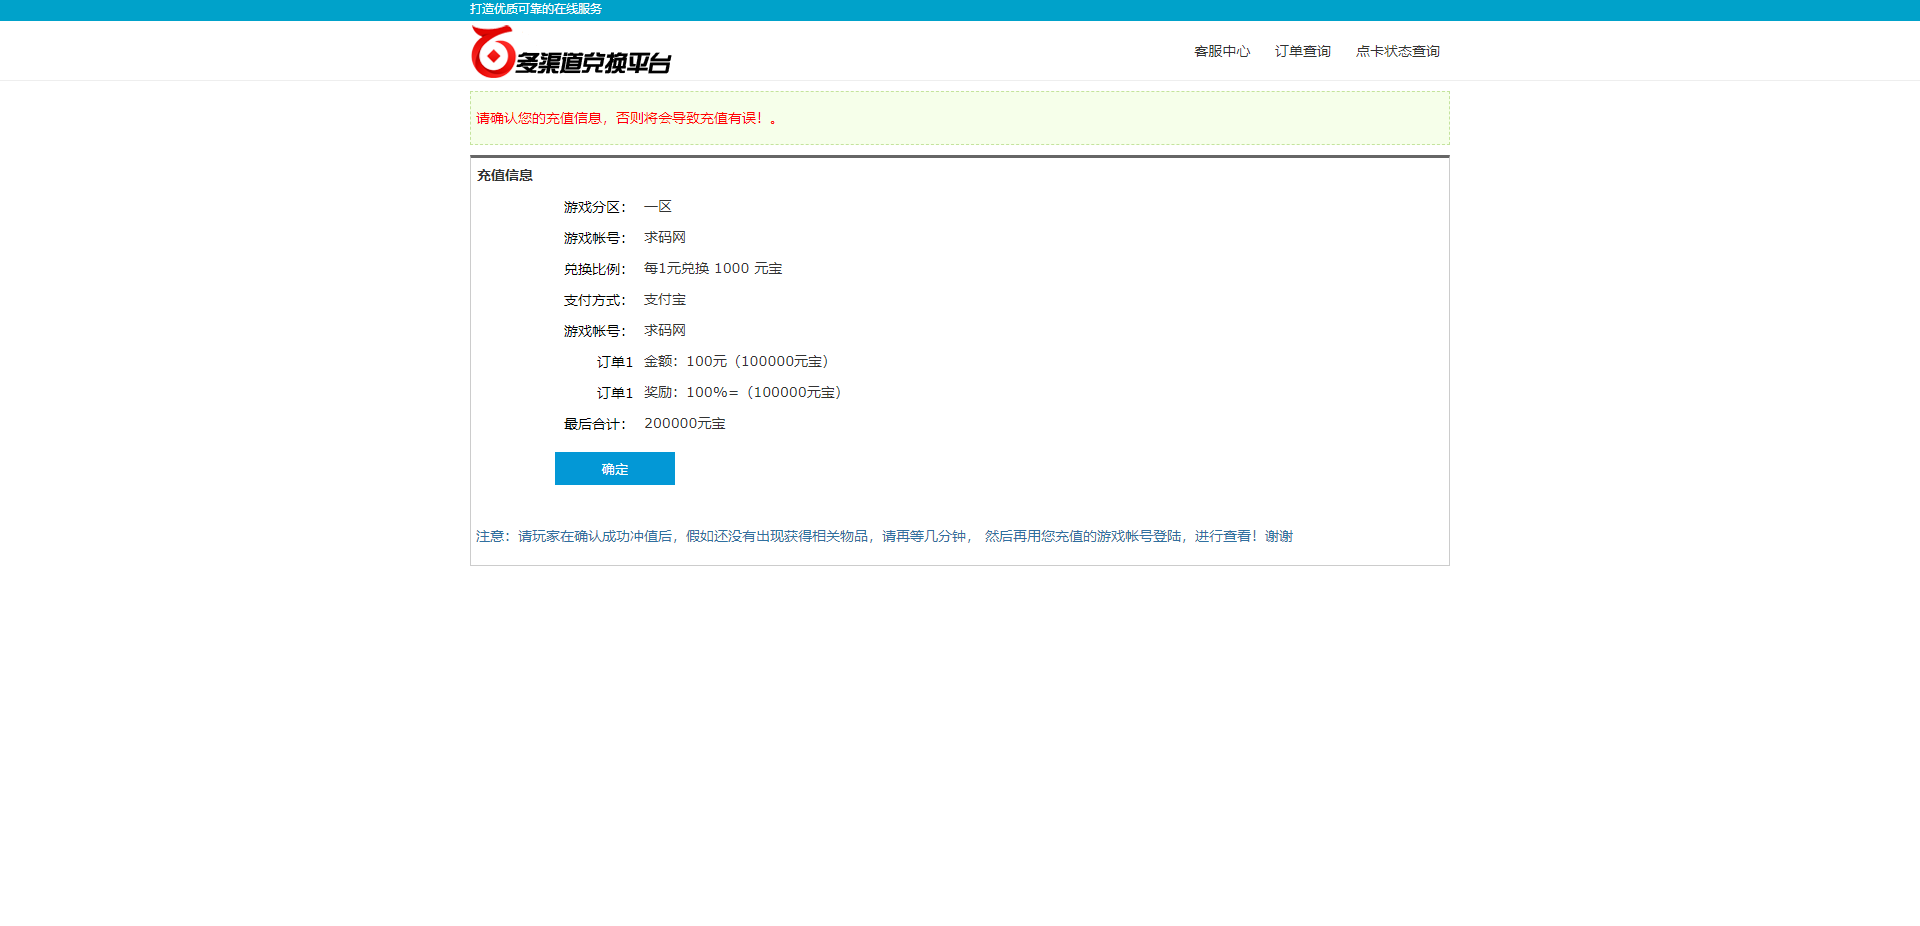 打造优质可靠的在线服务
多渠道兑换平台
客服中心 订单查询 点卡状态查询
请确认您的充值信息，否则将会导致充值有误！。
充值信息
游戏分区： 一区
游戏帐号： 求码网
兑换比例： 每1元兑换 1000 元宝
支付方式： 支付宝
游戏帐号： 求码网
订单1 金额：100元（100000元宝）
订单1 奖励：100%=（100000元宝）
最后合计： 200000元宝
确定
注意：请玩家在确认成功冲值后，假如还没有出现获得相关物品，请再等几分钟， 然后再用您充值的游戏帐号登陆，进行查看！谢谢